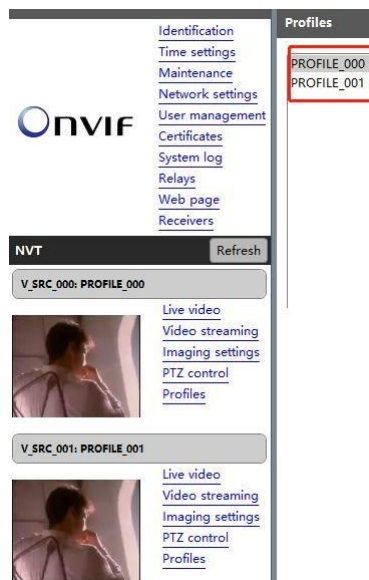 Identification
Time settings
Maintenance
Network settings
User management
Certificates
System log
Relays
Web page
Receivers
ONVIF
NVT
Refresh
V_SRC_000: PROFILE_000
Live video
Video streaming
Imaging settings
PTZ control
Profiles
V_SRC_001: PROFILE_001
Live video
Video streaming
Imaging settings
PTZ control
Profiles
Profiles
PROFILE_000
PROFILE_001